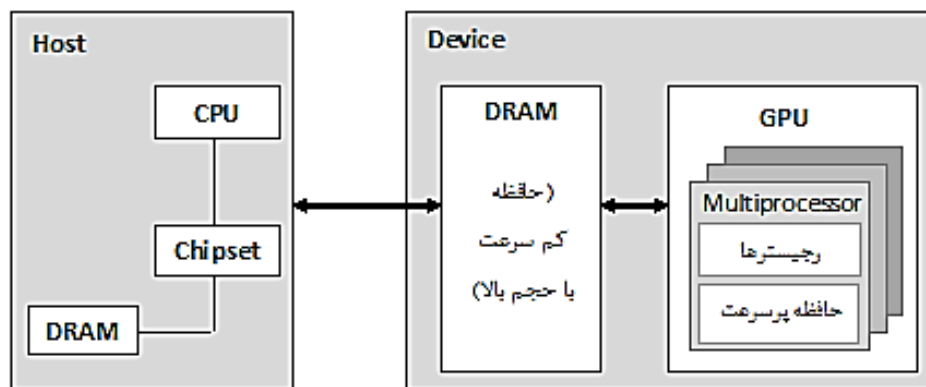 Host
CPU
Chipset
DRAM
Device
DRAM
(حافظه
کم سرعت
با حجم بالا)
GPU
Multiprocessor
رجیسترها
حافظه پرسرعت